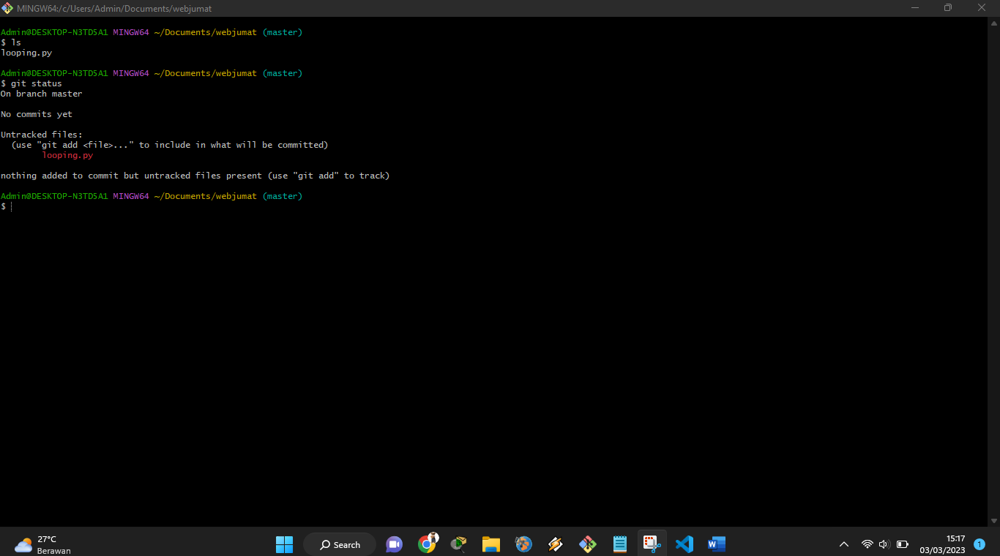 MINGW64:/c/Users/Admin/Documents/webjumat
Admin@DESKTOP-N3TD5A1 MINGW64 ~/Documents/webjumat (master)
$ ls
looping.py
Admin@DESKTOP-N3TD5A1 MINGW64 ~/Documents/webjumat (master)
$ git status
On branch master
No commits yet
Untracked files:
  (use "git add <file>..." to include in what will be committed)
        looping.py
nothing added to commit but untracked files present (use "git add" to track)
Admin@DESKTOP-N3TD5A1 MINGW64 ~/Documents/webjumat (master)
$
27°C
Berawan
Search
W
15:17
03/03/2023
1